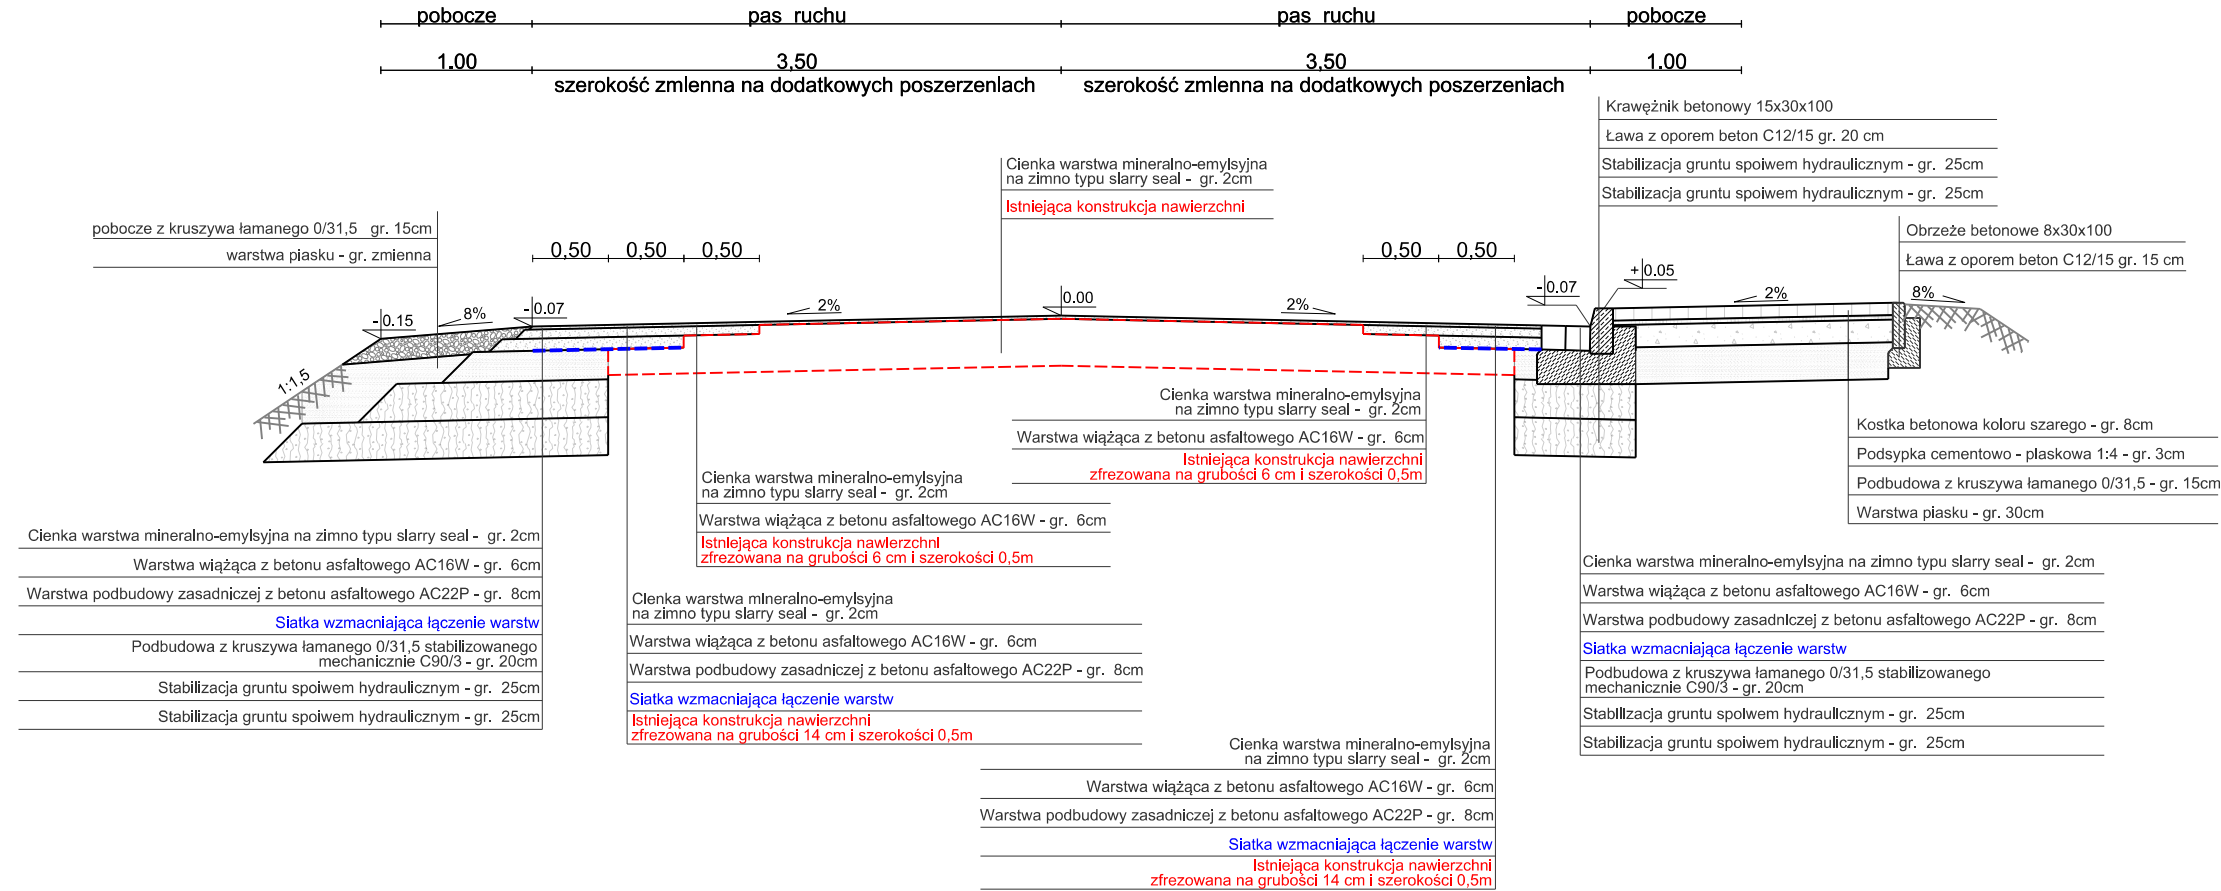 pobocze pas ruchu pas ruchu pobocze
1.00 3,50 3,50 1.00
szerokość zmienna na dodatkowych poszerzeniach szerokość zmienna na dodatkowych poszerzeniach
Krawężnik betonowy 15x30x100
Ława z oporem beton C12/15 gr. 20 cm
Stabilizacja gruntu spoiwem hydraulicznym - gr. 25cm
Stabilizacja gruntu spoiwem hydraulicznym - gr. 25cm
Cienka warstwa mineralno-emylsyjna
na zimno typu slarry seal - gr. 2cm
Istniejąca konstrukcja nawierzchni
pobocze z kruszywa łamanego 0/31,5 gr. 15cm
warstwa piasku - gr. zmienna
Obrzeże betonowe 8x30x100
Ława z oporem beton C12/15 gr. 15 cm
0,50 0,50 0,50 0,50 0,50
-0.15 8% -0.07 2% 0.00 2% -0.07 +0.05 2% 8%
1:1,5
Cienka warstwa mineralno-emylsyjna
na zimno typu slarry seal - gr. 2cm
Warstwa wiążąca z betonu asfaltowego AC16W - gr. 6cm
Istniejąca konstrukcja nawierzchni
zfrezowana na grubości 6 cm i szerokości 0,5m
Kostka betonowa koloru szarego - gr. 8cm
Podsypka cementowo - piaskowa 1:4 - gr. 3cm
Podbudowa z kruszywa łamanego 0/31,5 - gr. 15cm
Warstwa piasku - gr. 30cm
Cienka warstwa mineralno-emylsyjna
na zimno typu slarry seal - gr. 2cm
Warstwa wiążąca z betonu asfaltowego AC16W - gr. 6cm
Istniejąca konstrukcja nawierzchni
zfrezowana na grubości 6 cm i szerokości 0,5m
Cienka warstwa mineralno-emylsyjna na zimno typu slarry seal - gr. 2cm
Warstwa wiążąca z betonu asfaltowego AC16W - gr. 6cm
Warstwa podbudowy zasadniczej z betonu asfaltowego AC22P - gr. 8cm
Siatka wzmacniająca łączenie warstw
Podbudowa z kruszywa łamanego 0/31,5 stabilizowanego
mechanicznie C90/3 - gr. 20cm
Stabilizacja gruntu spoiwem hydraulicznym - gr. 25cm
Stabilizacja gruntu spoiwem hydraulicznym - gr. 25cm
Cienka warstwa mineralno-emylsyjna
na zimno typu slarry seal - gr. 2cm
Warstwa wiążąca z betonu asfaltowego AC16W - gr. 6cm
Warstwa podbudowy zasadniczej z betonu asfaltowego AC22P - gr. 8cm
Siatka wzmacniająca łączenie warstw
Istniejąca konstrukcja nawierzchni
zfrezowana na grubości 14 cm i szerokości 0,5m
Cienka warstwa mineralno-emylsyjna na zimno typu slarry seal - gr. 2cm
Warstwa wiążąca z betonu asfaltowego AC16W - gr. 6cm
Warstwa podbudowy zasadniczej z betonu asfaltowego AC22P - gr. 8cm
Siatka wzmacniająca łączenie warstw
Podbudowa z kruszywa łamanego 0/31,5 stabilizowanego
mechanicznie C90/3 - gr. 20cm
Stabilizacja gruntu spoiwem hydraulicznym - gr. 25cm
Stabilizacja gruntu spoiwem hydraulicznym - gr. 25cm
Cienka warstwa mineralno-emylsyjna
na zimno typu slarry seal - gr. 2cm
Warstwa wiążąca z betonu asfaltowego AC16W - gr. 6cm
Warstwa podbudowy zasadniczej z betonu asfaltowego AC22P - gr. 8cm
Siatka wzmacniająca łączenie warstw
Istniejąca konstrukcja nawierzchni
zfrezowana na grubości 14 cm i szerokości 0,5m